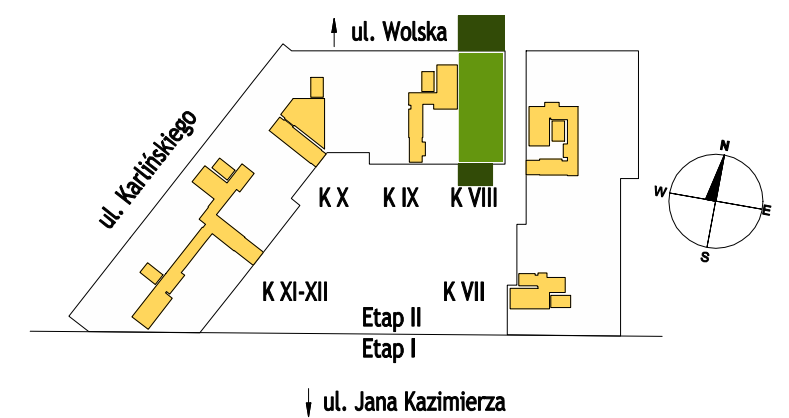 ul. Wolska
ul. Karlińskiego
N
W
E
S
K X
K IX
K VIII
K XI-XII
K VII
Etap II
Etap I
ul. Jana Kazimierza